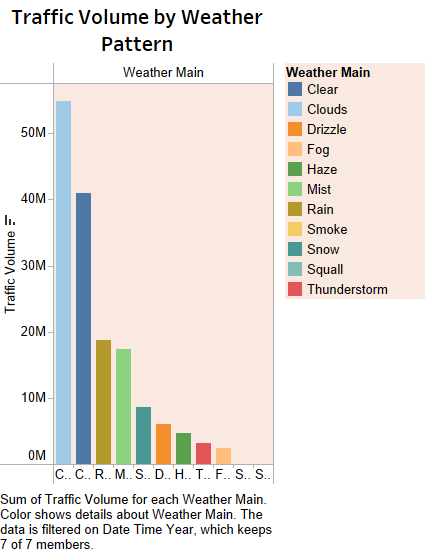 Traffic Volume by Weather
Pattern
Weather Main
Weather Main
Clear
Clouds
Drizzle
Fog
Haze
Mist
Rain
Smoke
Snow
Squall
Thunderstorm
Traffic Volume
50M
40M
30M
20M
10M
0M
C.. C.. R.. M.. S.. D.. H.. T.. F.. S.. S..
Sum of Traffic Volume for each Weather Main.
Color shows details about Weather Main. The
data is filtered on Date Time Year, which keeps
7 of 7 members.